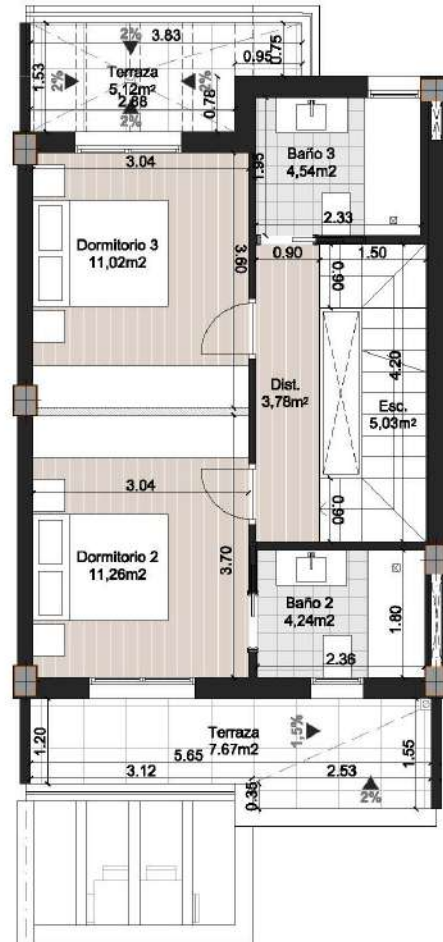 3.83
2%
0.95
0.75
1.53
2%
Terraza
5,12m²
2%
2.88
0.78
2%
3.04
1.95
Baño 3
4,54m2
2.33
Dormitorio 3
11,02m2
3.60
0.90
1.50
0.90
4.20
Dist.
3,78m²
Esc.
5,03m²
3.04
0.90
Dormitorio 2
11,26m2
3.70
Baño 2
4,24m2
1.80
2.36
1.20
Terraza
7.67m²
1,5%
5.65
1.55
3.12
2.53
0.35
2%